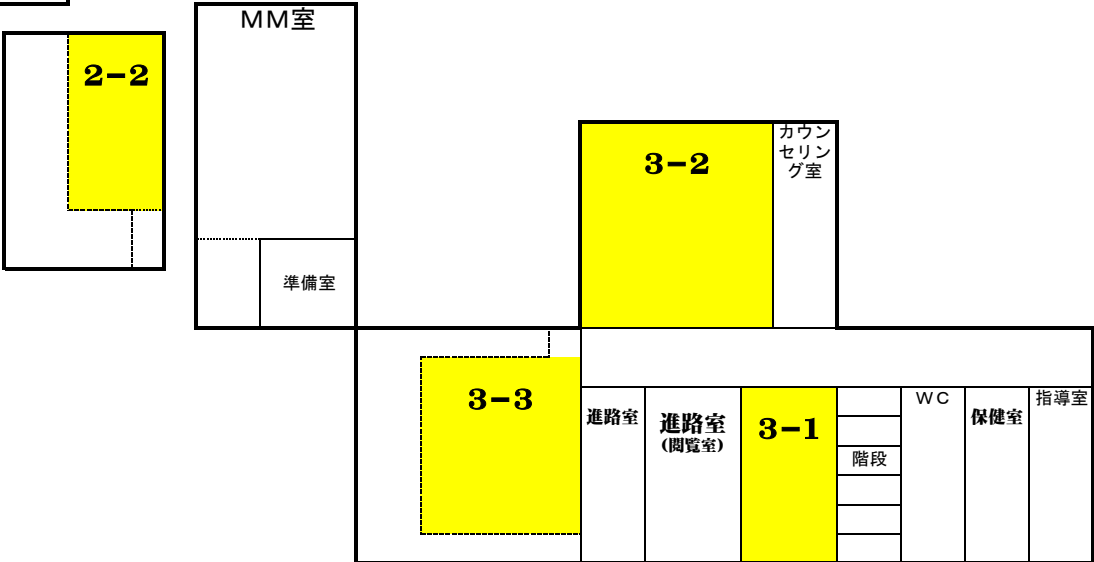 MM室
2-2
カウン
セリン
グ室
3-2
準備室
3-3
進路室
進路室
(閲覧室)
3-1
階段
WC
保健室
指導室